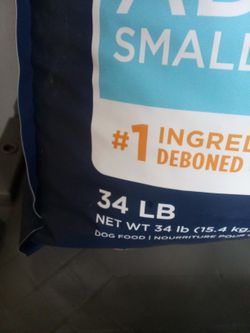 SMALL
#1 INGRED
DEBONED
34 LB
NET WT 34 lb (15.4 kg
DOG FOOD | NOURRITURE POUR